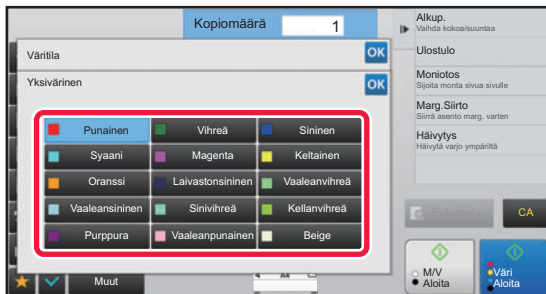 Kopiomäärä 1
Väritila OK
Yksivärinen OK
Punainen Vihreä Sininen
Syaani Magenta Keltainen
Oranssi Laivastonsininen Vaaleanvihreä
Vaaleansininen Sinivihreä Kellanvihreä
Purppura Vaaleanpunainen Beige
Muut
A4
Alkup.
Vaihda kokoa/suuntaa
Ulostulo
Moniotos
Sijoita monta sivua sivulle
Marg.Siirto
Siirrä asento marg. varten
Häivytys
Häivytä varjo ympäriltä
Esikatselu CA
M/V
Aloita
Väri
Aloita